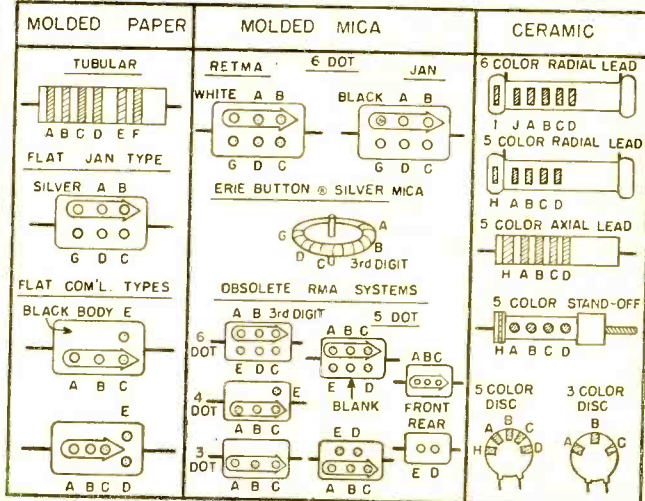 MOLDED PAPER
TUBULAR
A B C D E F
FLAT JAN TYPE
SILVER A B
G D C
FLAT COM'L. TYPES
BLACK BODY E
A B C
E
A B C D
MOLDED MICA
6 DOT
RETMA
JAN
WHITE A B
BLACK A B
G D C
G D C
ERIE BUTTON ® SILVER MICA
A
B
3rd DIGIT
C
D
G
OBSOLETE RMA SYSTEMS
A B 3rd DIGIT
5 DOT
6 DOT
E D C
A B C
E D
BLANK
ABC
FRONT
REAR
E D
4 DOT
E
A B C
3 DOT
A B C
E D
A B C
CERAMIC
6 COLOR RADIAL LEAD
I J A B C D
5 COLOR RADIAL LEAD
H A B C D
5 COLOR AXIAL LEAD
H A B C D
5 COLOR STAND-OFF
H A B C D
5 COLOR DISC
H A B C D
3 COLOR DISC
A B C